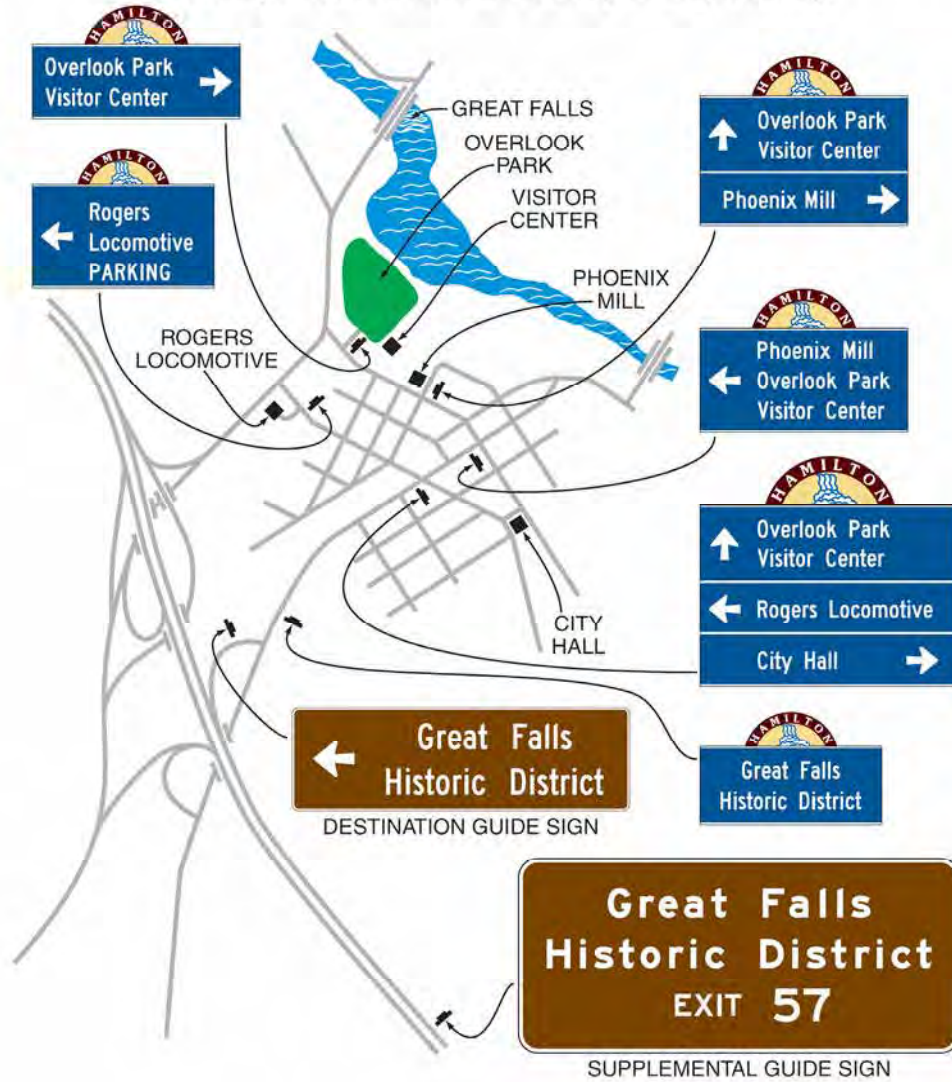 HAMILTON
Overlook Park
Visitor Center
HAMILTON
Rogers
Locomotive
PARKING
GREAT FALLS
OVERLOOK
PARK
VISITOR
CENTER
PHOENIX
MILL
ROGERS
LOCOMOTIVE
CITY
HALL
HAMILTON
Overlook Park
Visitor Center
Phoenix Mill
HAMILTON
Phoenix Mill
Overlook Park
Visitor Center
HAMILTON
Overlook Park
Visitor Center
Rogers Locomotive
City Hall
HAMILTON
Great Falls
Historic District
Great Falls
Historic District
DESTINATION GUIDE SIGN
Great Falls
Historic District
EXIT 57
SUPPLEMENTAL GUIDE SIGN